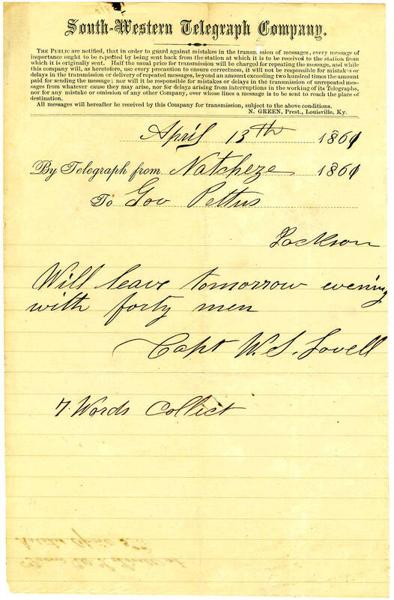 South-Western Telegraph Company.
THE PUBLIC are notified, that in order to guard against mistakes in the transmission of messages, every message of
importance ought to be repeated by being sent back from the station at which it is to be received to the station from
which it is originally sent. Half the usual price for transmission will be charged for repeating the message, and while
this company will, as heretofore, use every precaution to ensure correctness, it will not be responsible for mistakes or
delays in the transmission or delivery of repeated messages, beyond an amount exceeding two hundred times the amount
paid for sending the message; nor will it be responsible for mistakes or delays in the transmission of unrepeated mes-
sages from whatever cause they may arise, nor for delays arising from interruptions in the working of its Telegraphs,
nor for any mistake or omission of any other Company, over whose lines a message is to be sent to reach the place of
destination.
All messages will hereafter be received by this Company for transmission, subject to the above conditions.
N. GREEN, Prest., Louisville, Ky.
April 13th 1861
By Telegraph from Natcheze 1861
To Gov Pettus
Jackson
Will leave tomorrow evening
with forty men
Capt W. S. Lovell
7 Words Collect